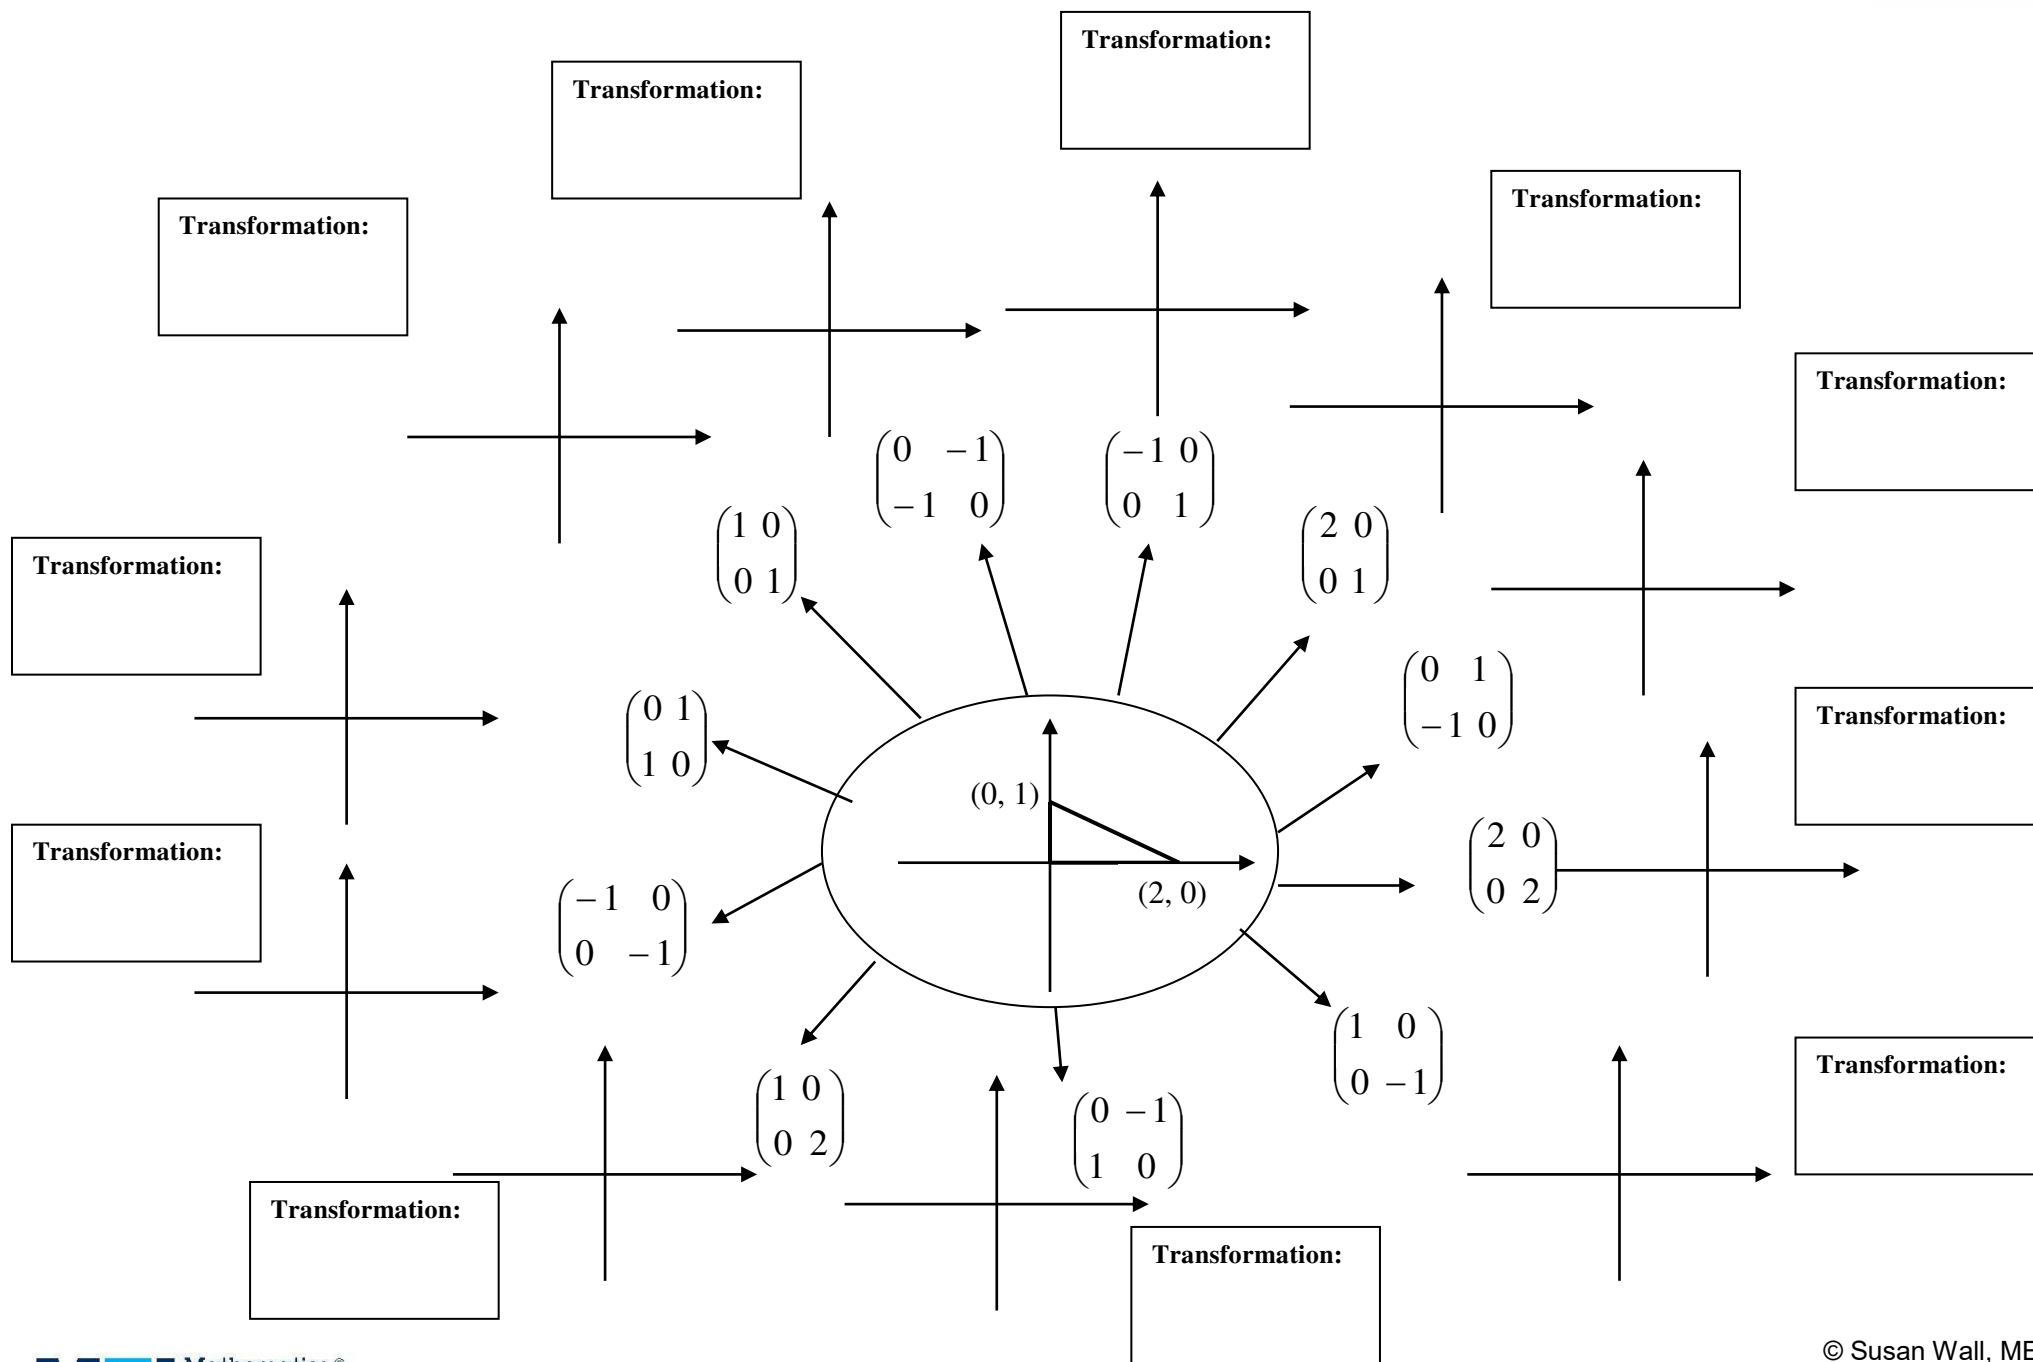 Transformation:
Transformation:
Transformation:
Transformation:
Transformation:
(0 -1)
(-1 0)
(-1 0)
(0 1)
(1 0)
(0 1)
(2 0)
(0 1)
Transformation:
(0 1)
(-1 0)
(0 1)
(1 0)
Transformation:
(0, 1)
(2 0)
(0 2)
Transformation:
(2, 0)
(-1 0)
(0 -1)
(1 0)
(0 -1)
Transformation:
(1 0)
(0 2)
(0 -1)
(1 0)
Transformation:
Transformation:
© Susan Wall, ME